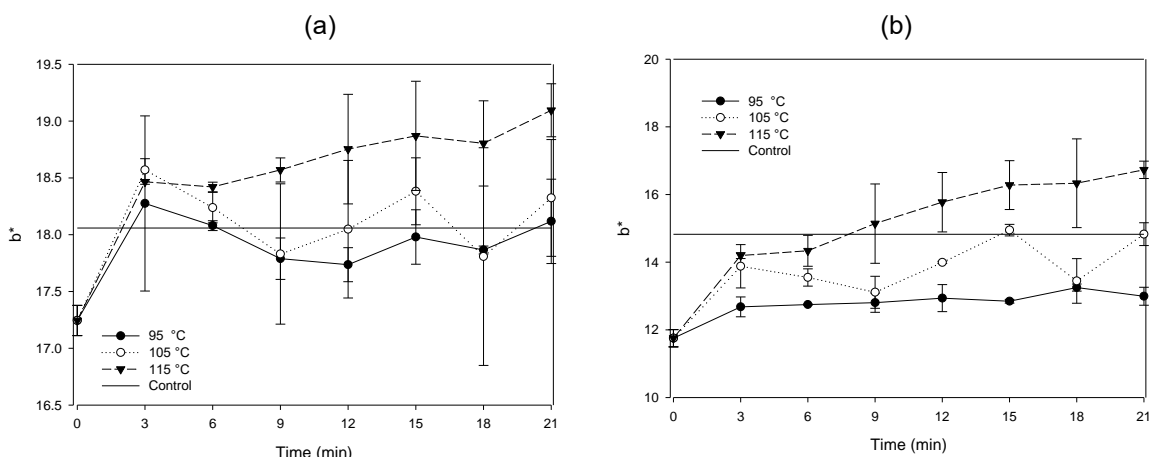 (a)
19.5
19.0
18.5
18.0
17.5
17.0
16.5
b*
95 °C
105 °C
115 °C
Control
0 3 6 9 12 15 18 21
Time (min)
(b)
20
18
16
14
12
10
b*
95 °C
105 °C
115 °C
Control
0 3 6 9 12 15 18 21
Time (min)